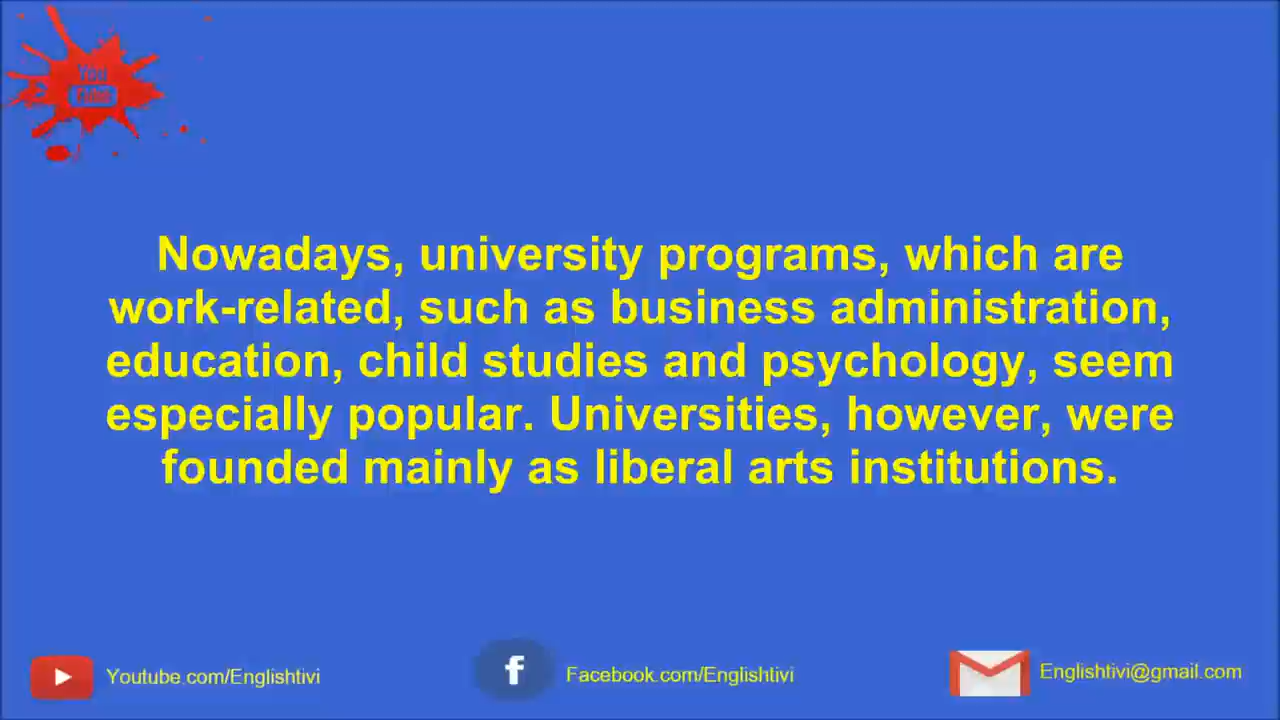 You
Nowadays, university programs, which are
work-related, such as business administration,
education, child studies and psychology, seem
especially popular. Universities, however, were
founded mainly as liberal arts institutions.
Youtube.com/Englishtivi
f
Facebook.com/Englishtivi
Englishtivi@gmail.com